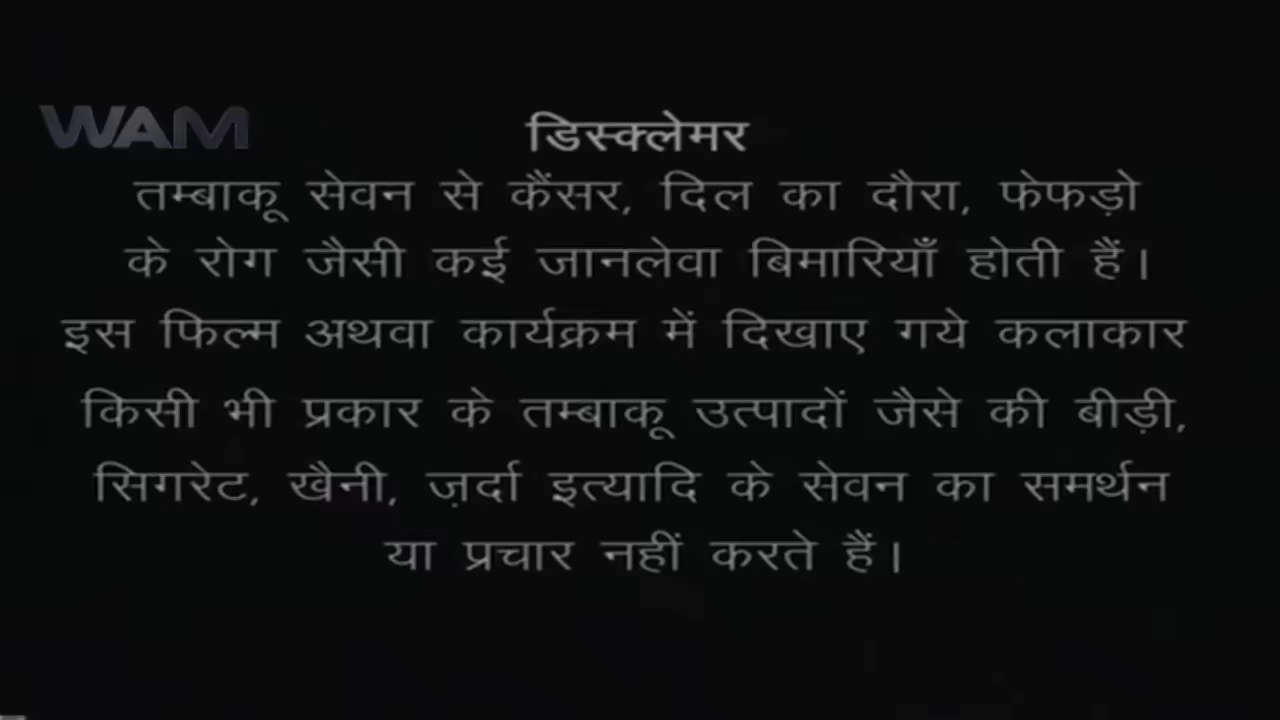 WAM
डिस्क्लेमर
तम्बाकू सेवन से कैंसर, दिल का दौरा, फेफड़ो
के रोग जैसी कई जानलेवा बिमारियाँ होती हैं।
इस फिल्म अथवा कार्यक्रम में दिखाए गये कलाकार
किसी भी प्रकार के तम्बाकू उत्पादों जैसे की बीड़ी,
सिगरेट, खैनी, ज़र्दा इत्यादि के सेवन का समर्थन
या प्रचार नहीं करते हैं।